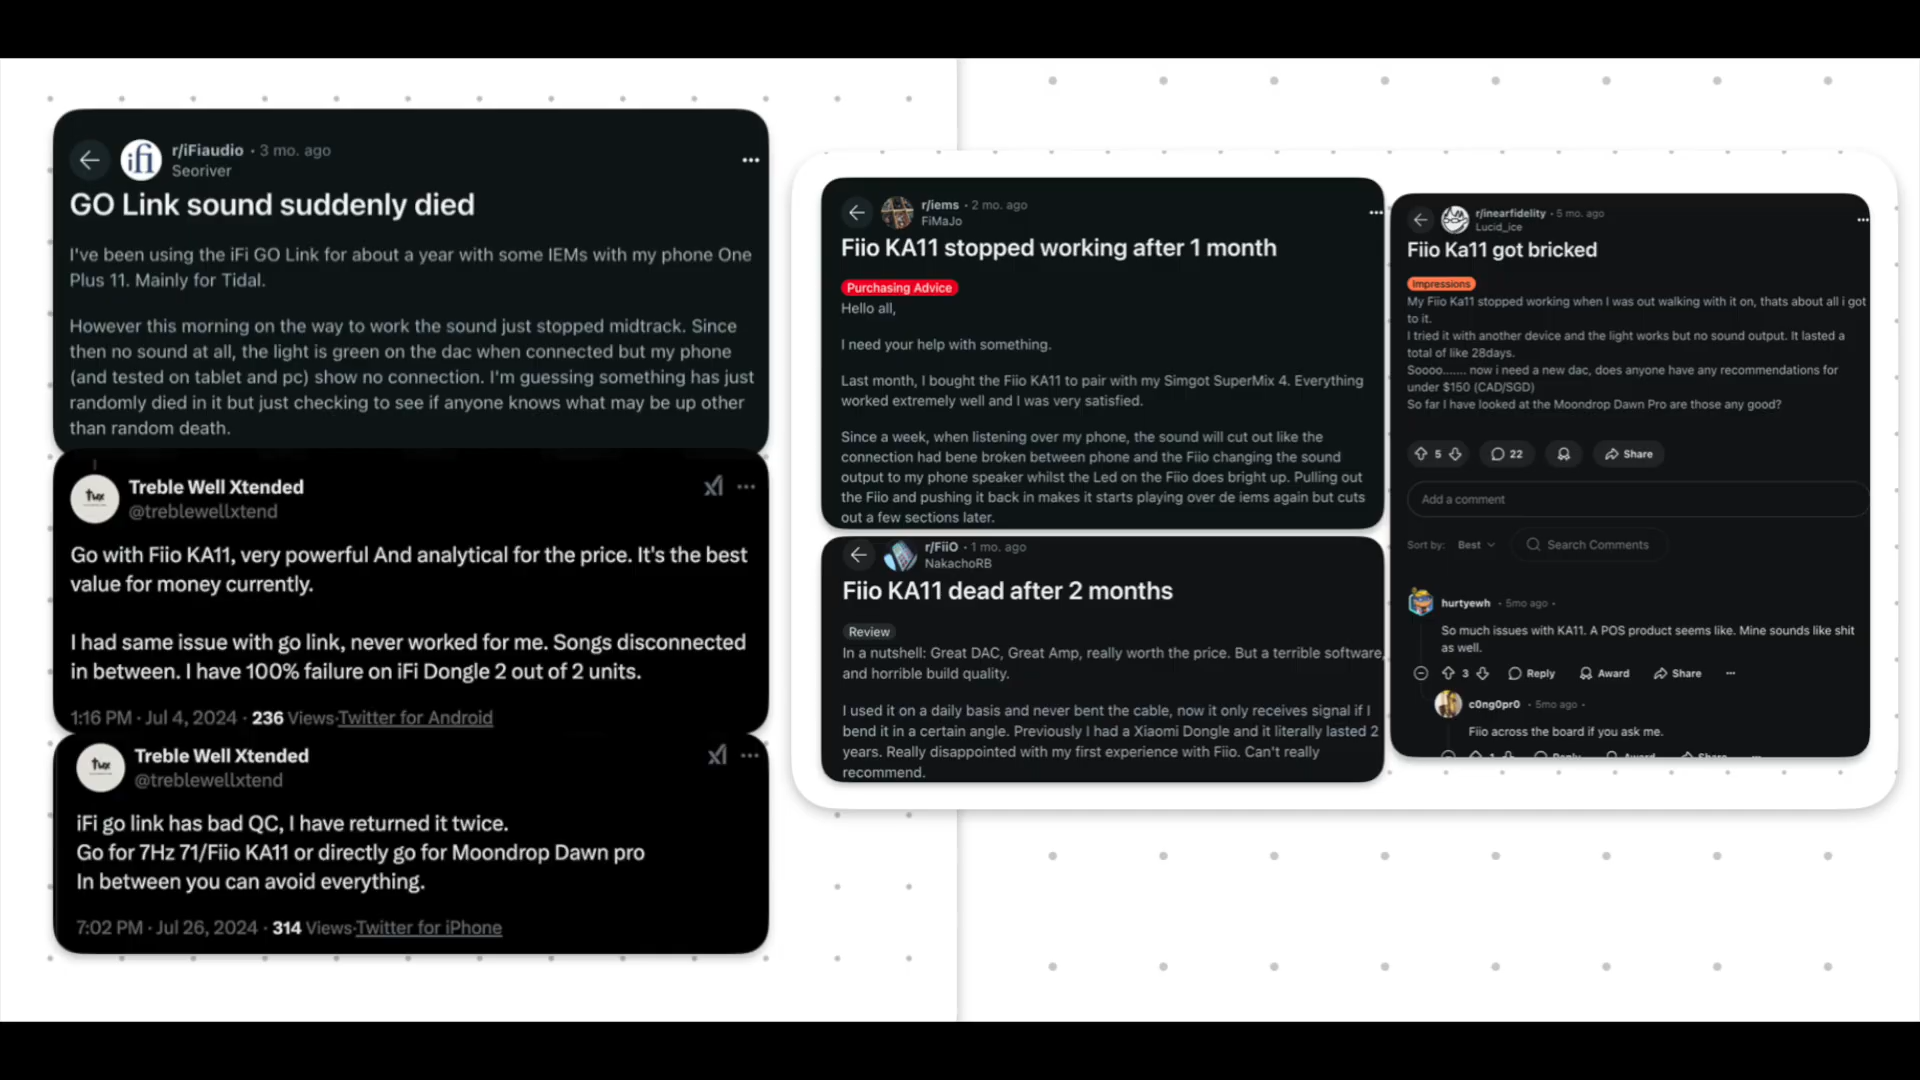 ifi
r/iFiaudio • 3 mo. ago
Seoriver
GO Link sound suddenly died
I've been using the iFi GO Link for about a year with some IEMs with my phone One
Plus 11. Mainly for Tidal.
However this morning on the way to work the sound just stopped midtrack. Since
then no sound at all, the light is green on the dac when connected but my phone
(and tested on tablet and pc) show no connection. I'm guessing something has just
randomly died in it but just checking to see if anyone knows what may be up other
than random death.
twx
Treble Well Xtended
@treblewellxtend
Go with Fiio KA11, very powerful And analytical for the price. It's the best
value for money currently.
I had same issue with go link, never worked for me. Songs disconnected
in between. I have 100% failure on iFi Dongle 2 out of 2 units.
1:16 PM · Jul 4, 2024 · 236 Views·Twitter for Android
twx
Treble Well Xtended
@treblewellxtend
iFi go link has bad QC, I have returned it twice.
Go for 7Hz 71/Fiio KA11 or directly go for Moondrop Dawn pro
In between you can avoid everything.
7:02 PM · Jul 26, 2024 · 314 Views·Twitter for iPhone
r/iems • 2 mo. ago
FiMaJo
Fiio KA11 stopped working after 1 month
Purchasing Advice
Hello all,
I need your help with something.
Last month, I bought the Fiio KA11 to pair with my Simgot SuperMix 4. Everything
worked extremely well and I was very satisfied.
Since a week, when listening over my phone, the sound will cut out like the
connection had bene broken between phone and the Fiio changing the sound
output to my phone speaker whilst the Led on the Fiio does bright up. Pulling out
the Fiio and pushing it back in makes it starts playing over de iems again but cuts
out a few sections later.
r/FiiO • 1 mo. ago
NakachoRB
Fiio KA11 dead after 2 months
Review
In a nutshell: Great DAC, Great Amp, really worth the price. But a terrible software,
and horrible build quality.
I used it on a daily basis and never bent the cable, now it only receives signal if I
bend it in a certain angle. Previously I had a Xiaomi Dongle and it literally lasted 2
years. Really disappointed with my first experience with Fiio. Can't really
recommend.
r/inearfidelity • 5 mo. ago
Lucid_ice
Fiio Ka11 got bricked
Impressions
My Fiio Ka11 stopped working when I was out walking with it on, thats about all i got
to it.
I tried it with another device and the light works but no sound output. It lasted a
total of like 28days.
Soooo....... now i need a new dac, does anyone have any recommendations for
under $150 (CAD/SGD)
So far I have looked at the Moondrop Dawn Pro are those any good?
5 22 Share
Add a comment
Sort by: Best Search Comments
hurtyewh • 5mo ago •
So much issues with KA11. A POS product seems like. Mine sounds like shit
as well.
3 Reply Award Share
c0ng0pr0 • 5mo ago •
Fiio across the board if you ask me.
1 Reply Award Share